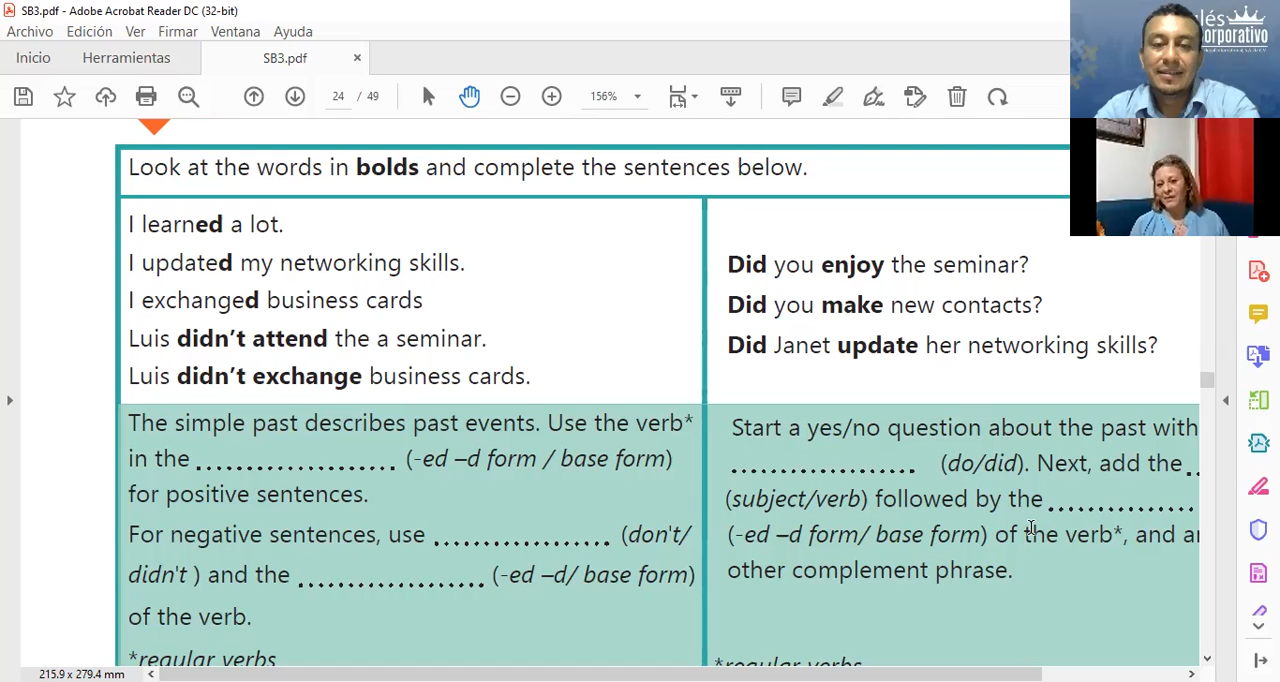 SB3.pdf - Adobe Acrobat Reader DC (32-bit)
Archivo Edición Ver Firmar Ventana Ayuda
Inicio Herramientas SB3.pdf ×
24 / 49 156%
Look at the words in bolds and complete the sentences below.
I learned a lot.
I updated my networking skills.
I exchanged business cards
Luis didn't attend the a seminar.
Luis didn't exchange business cards.
Did you enjoy the seminar?
Did you make new contacts?
Did Janet update her networking skills?
The simple past describes past events. Use the verb*
in the .................... (-ed –d form / base form)
for positive sentences.
For negative sentences, use .................. (don't/
didn't ) and the ................... (-ed –d/ base form)
of the verb.
*regular verbs
Start a yes/no question about the past with
................... (do/did). Next, add the ..
(subject/verb) followed by the ...............
(-ed –d form/ base form) of the verb*, and
other complement phrase.
*regular verbs
215.9 x 279.4 mm